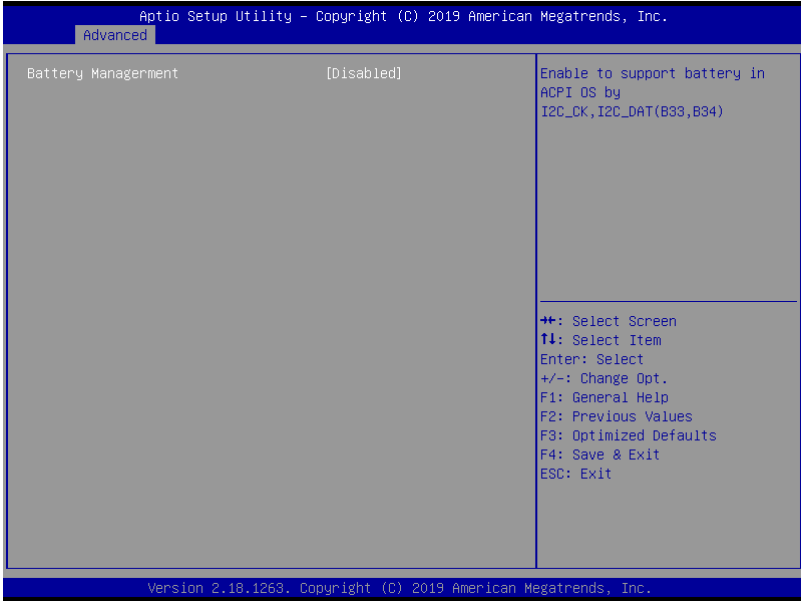 Aptio Setup Utility – Copyright (C) 2019 American Megatrends, Inc.
Advanced
Battery Managerment [Disabled]
Enable to support battery in
ACPI OS by
I2C_CK,I2C_DAT(B33,B34)
→←: Select Screen
↑↓: Select Item
Enter: Select
+/-: Change Opt.
F1: General Help
F2: Previous Values
F3: Optimized Defaults
F4: Save & Exit
ESC: Exit
Version 2.18.1263. Copyright (C) 2019 American Megatrends, Inc.